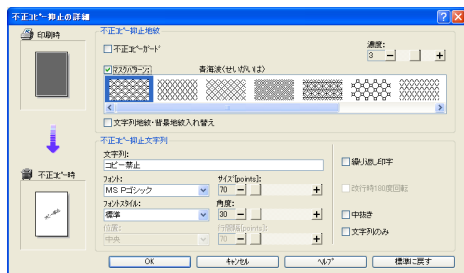 不正ｺﾋﾟｰ抑止の詳細
印刷時
不正ｺﾋﾟｰ時
不正ｺﾋﾟｰ抑止地紋
不正ｺﾋﾟｰｶﾞｰﾄﾞ
濃度:
3
ﾏｽｸﾊﾟﾀｰﾝ:
青海波(せいがいは)
文字列地紋・背景地紋入れ替え
不正ｺﾋﾟｰ抑止文字列
文字列:
コピー禁止
ﾌｫﾝﾄ:
MS Pゴシック
ｻｲｽﾞ[points]:
70
ﾌｫﾝﾄｽﾀｲﾙ:
標準
角度:
30
位置:
中央
行間隔[points]:
70
繰り返し印字
改行時180度回転
中抜き
文字列のみ
OK
ｷｬﾝｾﾙ
ﾍﾙﾌﾟ
標準に戻す